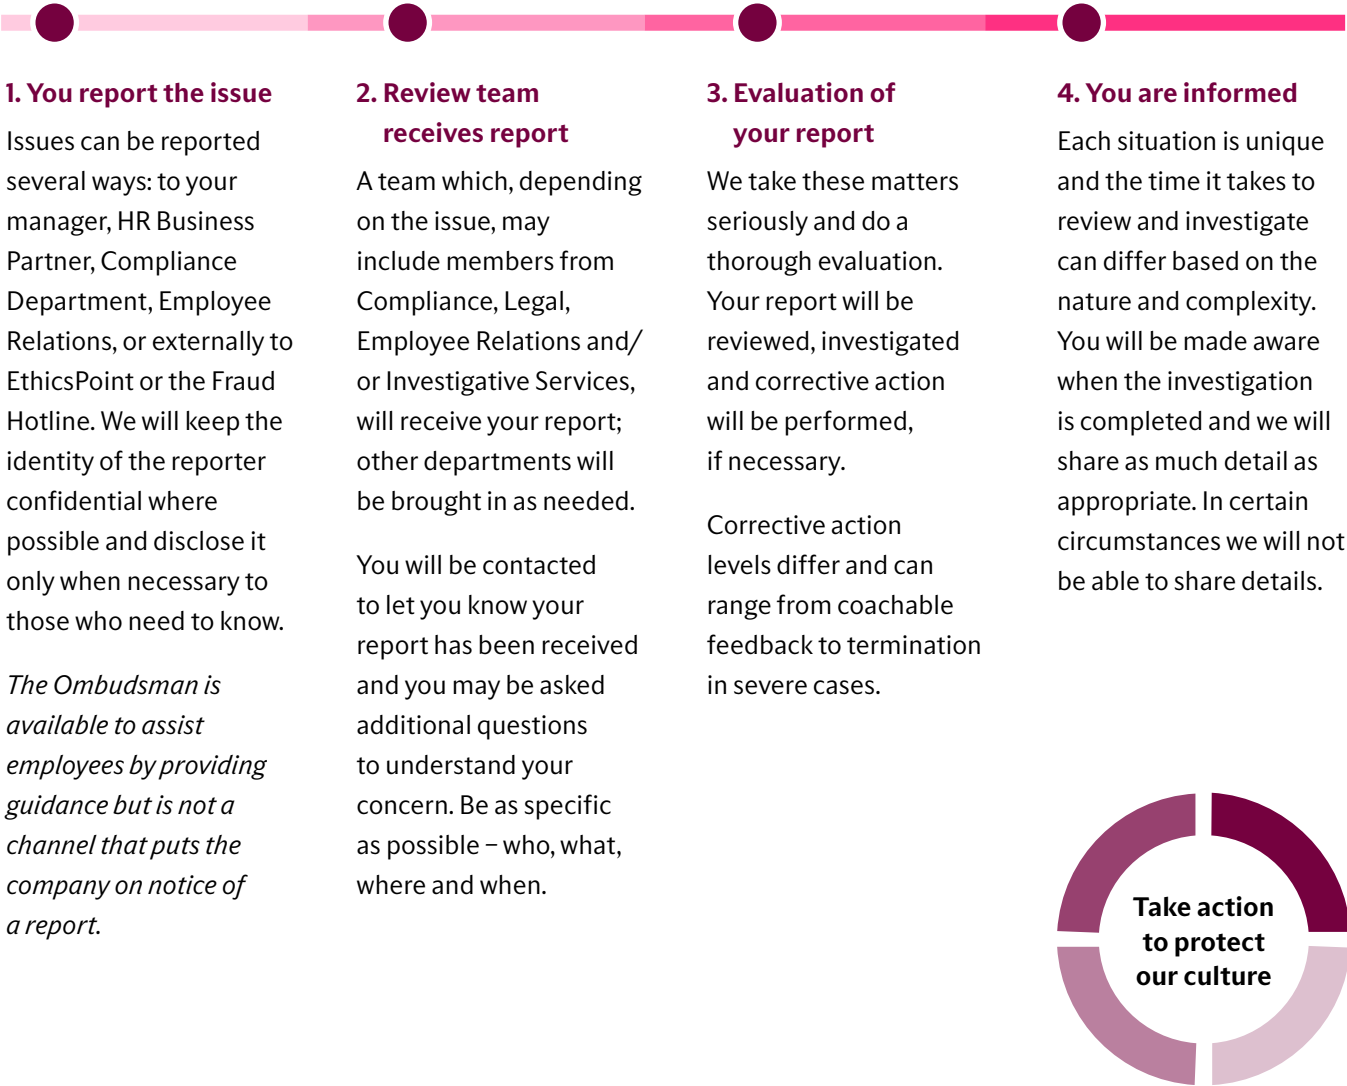 1. You report the issue
Issues can be reported
several ways: to your
manager, HR Business
Partner, Compliance
Department, Employee
Relations, or externally to
EthicsPoint or the Fraud
Hotline. We will keep the
identity of the reporter
confidential where
possible and disclose it
only when necessary to
those who need to know.
The Ombudsman is
available to assist
employees by providing
guidance but is not a
channel that puts the
company on notice of
a report.
2. Review team
receives report
A team which, depending
on the issue, may
include members from
Compliance, Legal,
Employee Relations and/
or Investigative Services,
will receive your report;
other departments will
be brought in as needed.
You will be contacted
to let you know your
report has been received
and you may be asked
additional questions
to understand your
concern. Be as specific
as possible – who, what,
where and when.
3. Evaluation of
your report
We take these matters
seriously and do a
thorough evaluation.
Your report will be
reviewed, investigated
and corrective action
will be performed,
if necessary.
Corrective action
levels differ and can
range from coachable
feedback to termination
in severe cases.
4. You are informed
Each situation is unique
and the time it takes to
review and investigate
can differ based on the
nature and complexity.
You will be made aware
when the investigation
is completed and we will
share as much detail as
appropriate. In certain
circumstances we will not
be able to share details.
Take action
to protect
our culture